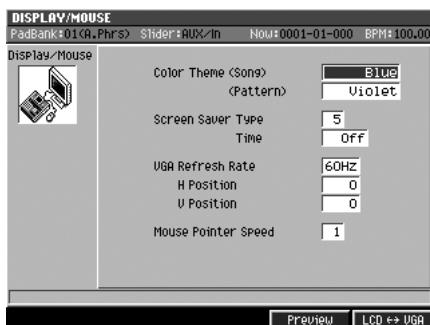 DISPLAY/MOUSE
PadBank:01(A.Phrs) Slider:AUX/In Now:0001-01-000 BPM:100.00
Display/Mouse
Color Theme (Song) Blue
(Pattern) Violet
Screen Saver Type 5
Time Off
VGA Refresh Rate 60Hz
H Position 0
V Position 0
Mouse Pointer Speed 1
Preview LCD ↔ VGA